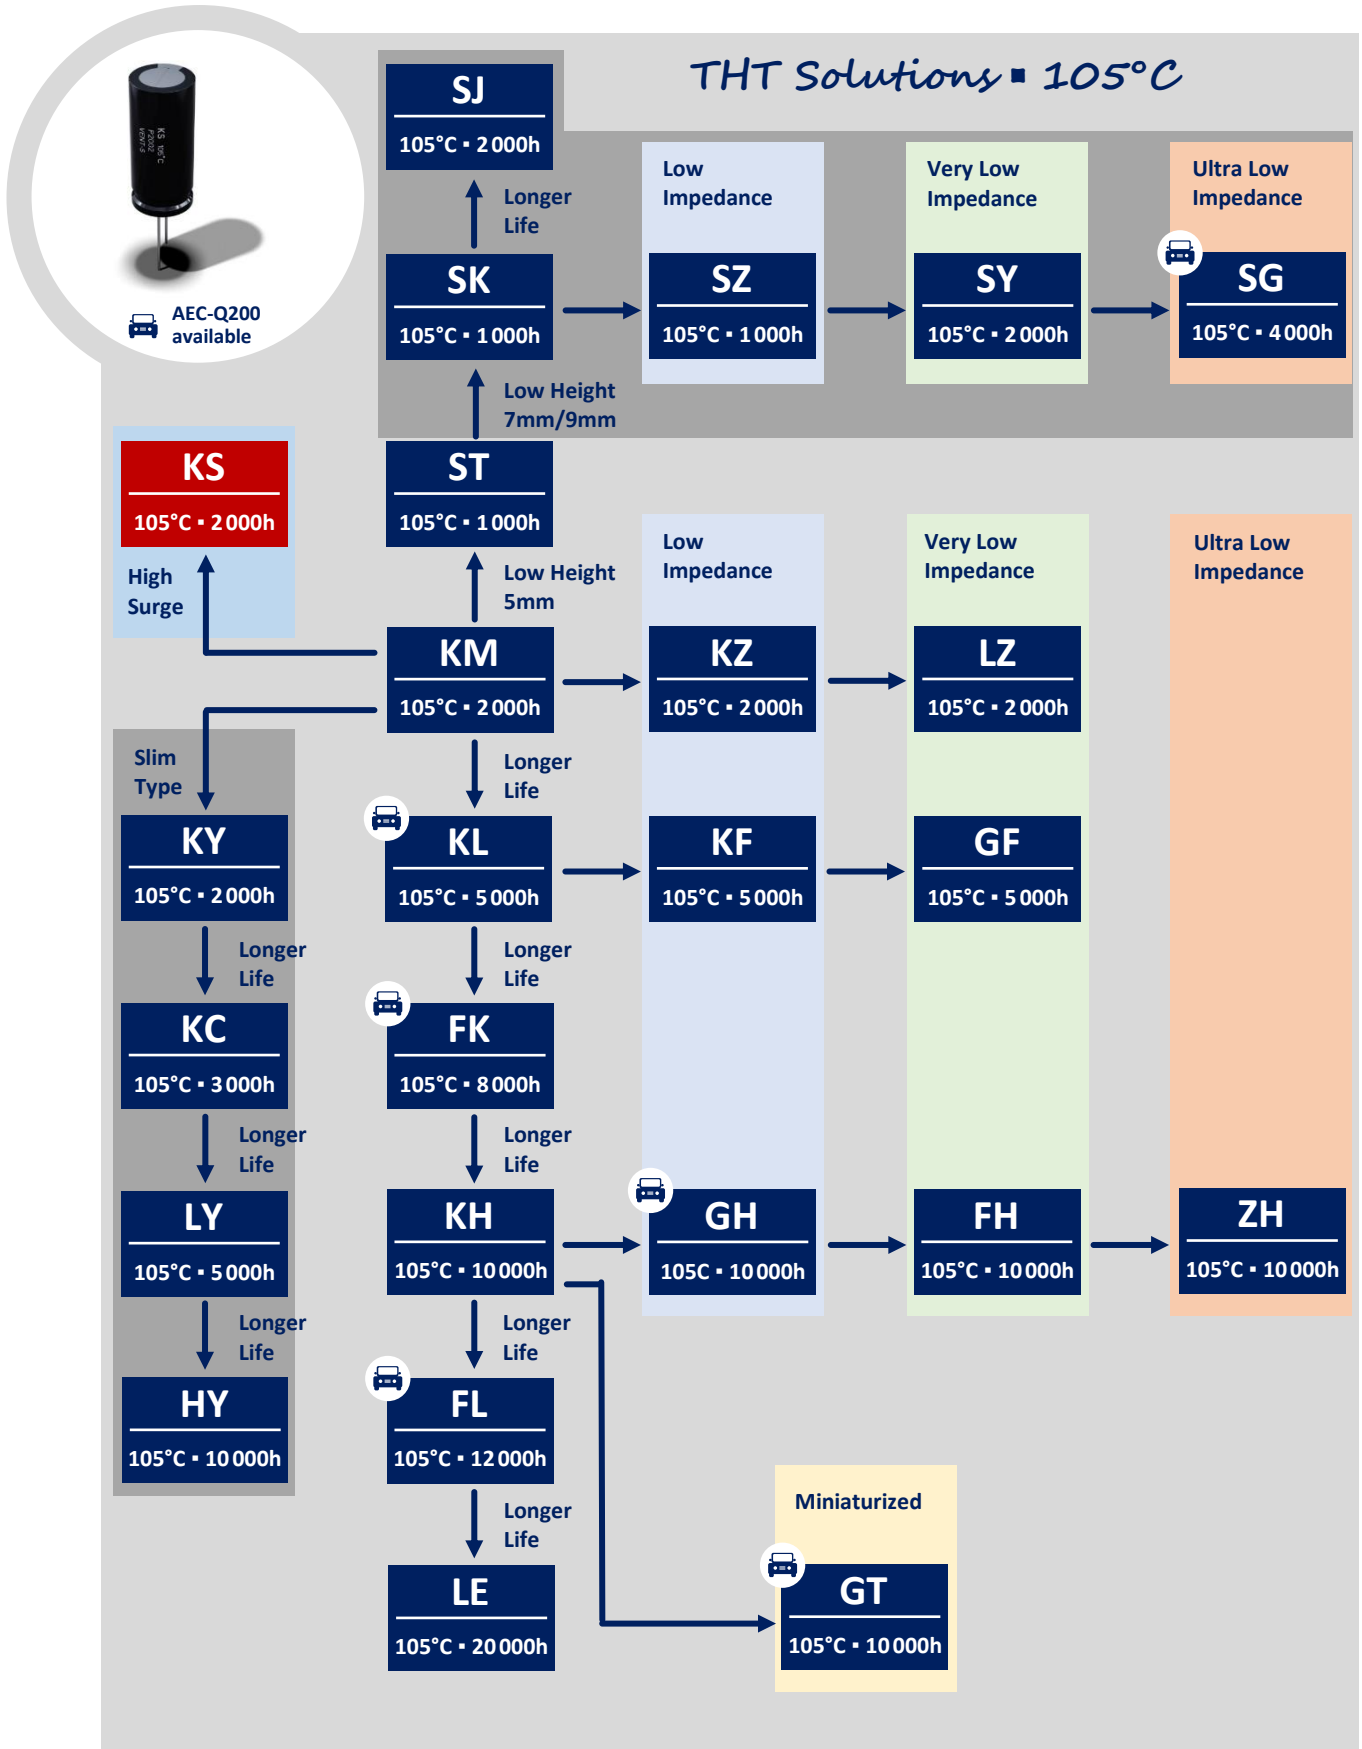 THT Solutions ▪ 105°C
KS 105°C
P2002
VENT-S
AEC-Q200
available
SJ
105°C ▪ 2 000h
Longer
Life
Low
Impedance
Very Low
Impedance
Ultra Low
Impedance
SK
105°C ▪ 1 000h
SZ
105°C ▪ 1 000h
SY
105°C ▪ 2 000h
SG
105°C ▪ 4 000h
Low Height
7mm/9mm
KS
105°C ▪ 2 000h
High
Surge
ST
105°C ▪ 1 000h
Low Height
5mm
Low
Impedance
Very Low
Impedance
Ultra Low
Impedance
KM
105°C ▪ 2 000h
KZ
105°C ▪ 2 000h
LZ
105°C ▪ 2 000h
Slim
Type
Longer
Life
KY
105°C ▪ 2 000h
KL
105°C ▪ 5 000h
KF
105°C ▪ 5 000h
GF
105°C ▪ 5 000h
Longer
Life
Longer
Life
KC
105°C ▪ 3 000h
FK
105°C ▪ 8 000h
Longer
Life
Longer
Life
LY
105°C ▪ 5 000h
KH
105°C ▪ 10 000h
GH
105C ▪ 10 000h
FH
105°C ▪ 10 000h
ZH
105°C ▪ 10 000h
Longer
Life
Longer
Life
HY
105°C ▪ 10 000h
FL
105°C ▪ 12 000h
Longer
Life
Miniaturized
LE
105°C ▪ 20 000h
GT
105°C ▪ 10 000h